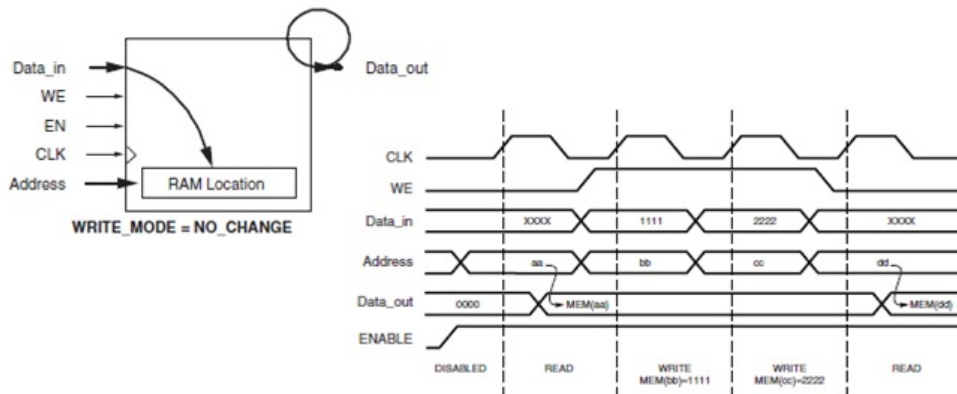 Data_in
Data_out
WE
EN
CLK
Address
RAM Location
WRITE_MODE = NO_CHANGE
CLK
WE
Data_in XXXX 1111 2222 XXXX
Address aa bb cc dd
Data_out 0000 MEM(aa) MEM(dd)
ENABLE
DISABLED READ WRITE WRITE READ
MEM(bb)=1111 MEM(cc)=2222